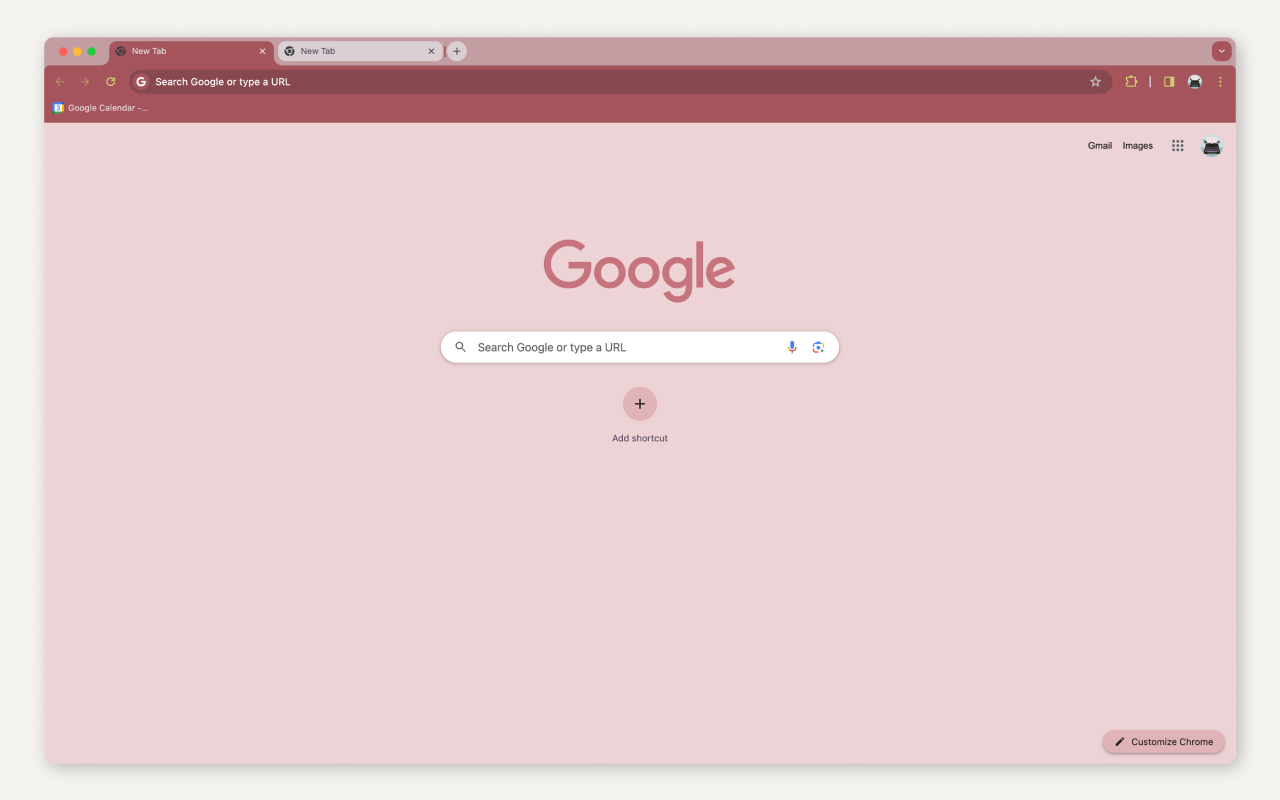 New Tab
New Tab
Search Google or type a URL
3
Google Calendar -...
Gmail Images
Google
Search Google or type a URL
Add shortcut
Customize Chrome